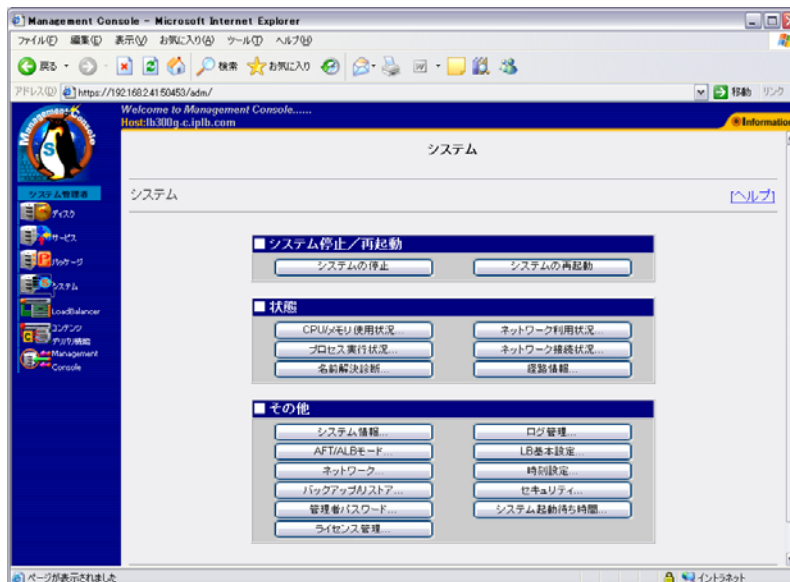 Management Console - Microsoft Internet Explorer
ファイル(F) 編集(E) 表示(V) お気に入り(A) ツール(T) ヘルプ(H)
戻る 検索 お気に入り
アドレス(D) https://192.168.2.41:50453/adm/ 移動 リンク
Management Console
Welcome to Management Console......
Host:lb300g-c.iplb.com
Information
システム
システム [ヘルプ]
システム管理者
ディスク
サービス
パッケージ
システム
LoadBalancer
コンテンツ
デリバリ機能
Management
Console
■ システム停止／再起動
システムの停止 システムの再起動
■ 状態
CPU/メモリ使用状況... ネットワーク利用状況...
プロセス実行状況... ネットワーク接続状況...
名前解決診断... 経路情報...
■ その他
システム情報... ログ管理...
AFT/ALBモード... LB基本設定...
ネットワーク... 時刻設定...
バックアップ/リストア... セキュリティ...
管理者パスワード... システム起動待ち時間...
ライセンス管理...
ページが表示されました イントラネット